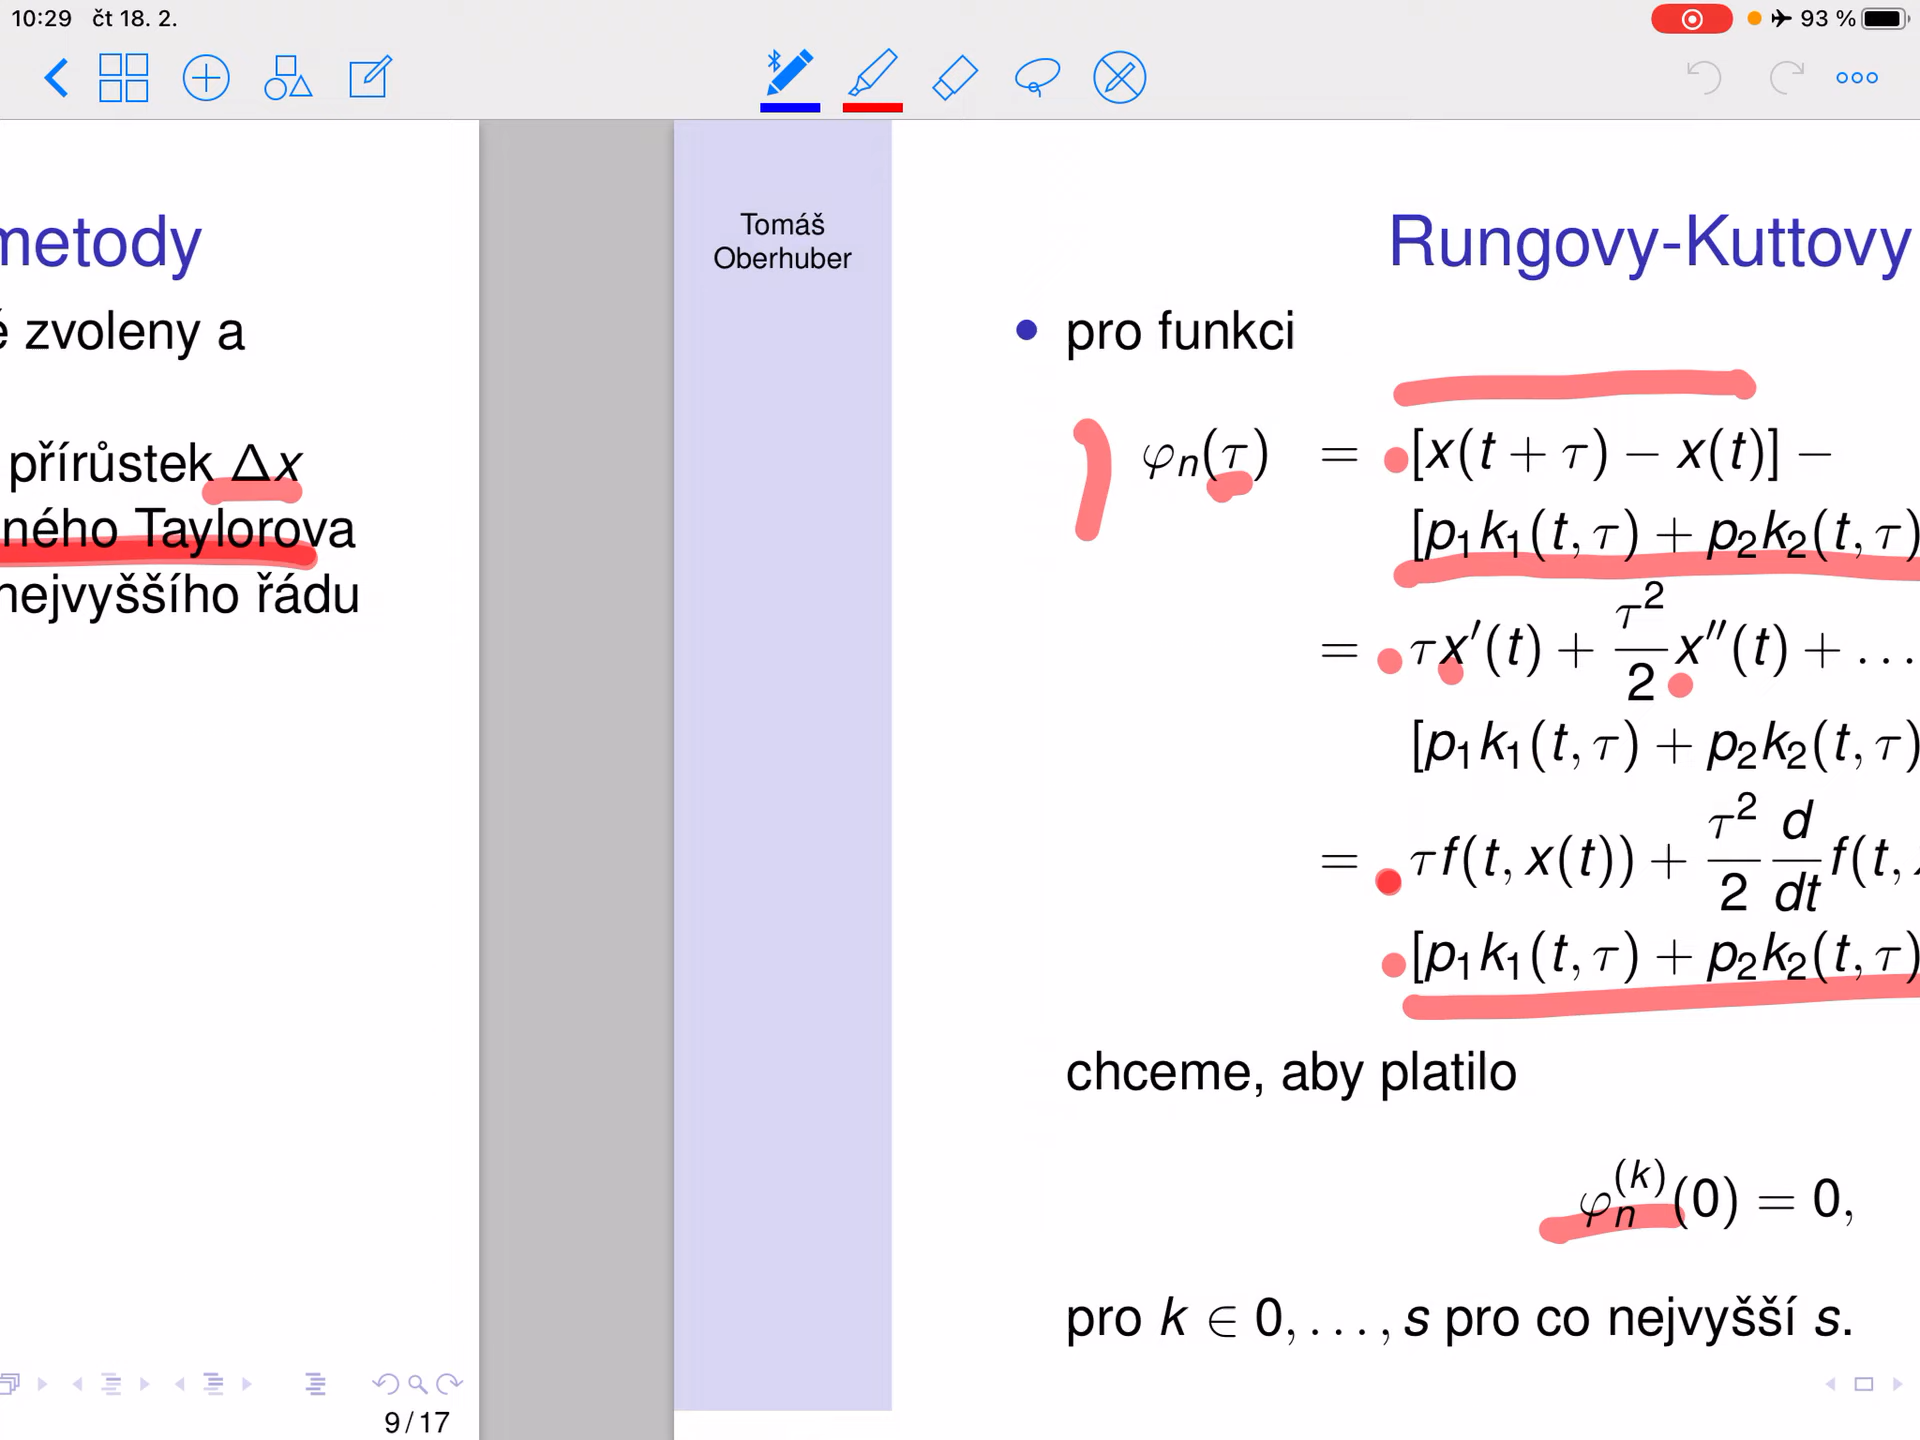 10:29 čt 18. 2.
93 %
metody
zvoleny a
přírůstek Δx
ného Taylorova
nejvyššího řádu
9/17
Tomáš
Oberhuber
Rungovy-Kuttovy
• pro funkci
φₙ(τ) = [x(t + τ) − x(t)] −
[p₁k₁(t, τ) + p₂k₂(t, τ)
= τx′(t) + τ²/2 x″(t) + ...
[p₁k₁(t, τ) + p₂k₂(t, τ)
= τf(t, x(t)) + τ²/2 d/dt f(t,
[p₁k₁(t, τ) + p₂k₂(t, τ)
chceme, aby platilo
φₙ⁽ᵏ⁾(0) = 0,
pro k ∈ 0, ..., s pro co nejvyšší s.